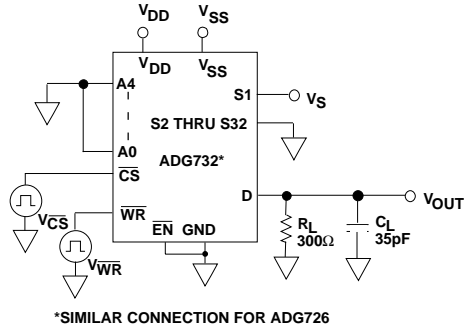 VDD VSS
VDD VSS
A4 S1 VS
S2 THRU S32
A0 ADG732*
CS
D VOUT
WR
EN GND
RL
300Ω
CL
35pF
VCS
VWR
*SIMILAR CONNECTION FOR ADG726